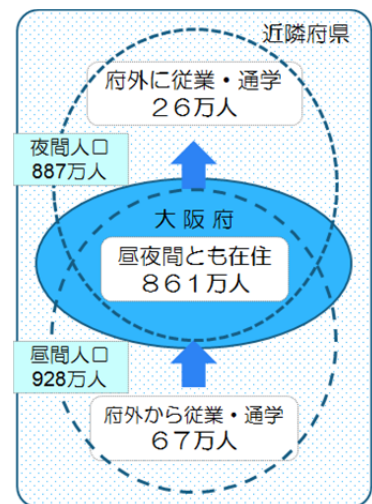 近隣府県
府外に従業・通学
２６万人
夜間人口
887万人
大阪府
昼夜間とも在住
８６１万人
昼間人口
928万人
府外から従業・通学
６７万人